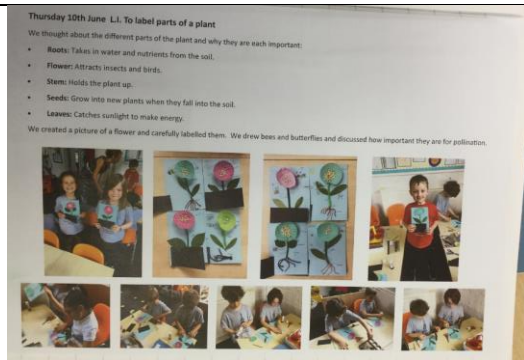 Thursday 10th June  L.I. To label parts of a plant
We thought about the different parts of the plant and why they are each important:
• Roots: Takes in water and nutrients from the soil.
• Flower: Attracts insects and birds.
• Stem: Holds the plant up.
• Seeds: Grow into new plants when they fall into the soil.
• Leaves: Catches sunlight to make energy.
We created a picture of a flower and carefully labelled them. We drew bees and butterflies and discussed how important they are for pollination.